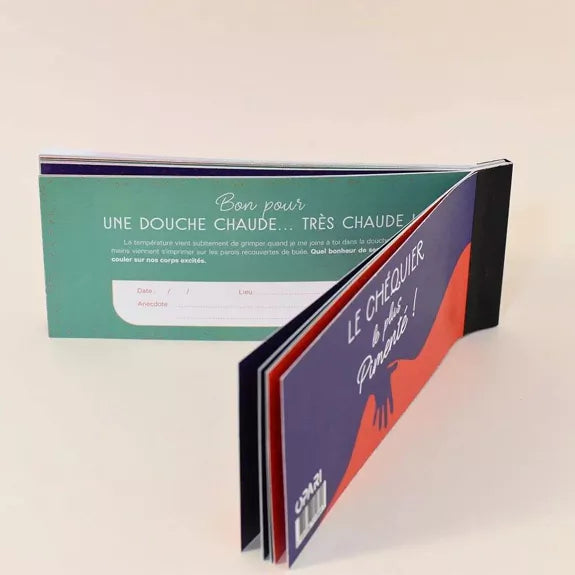 Bon pour
UNE DOUCHE CHAUDE... TRÈS CHAUDE !
La température vient subitement de grimper quand je me joins à toi dans la douche
mains viennent s'imprimer sur les parois recouvertes de buée. Quel bonheur de se
couler sur nos corps excités.
Date : / /
Lieu :
Anecdote :
LE CHÉQUIER
le plus
Pimenté !
OPARI